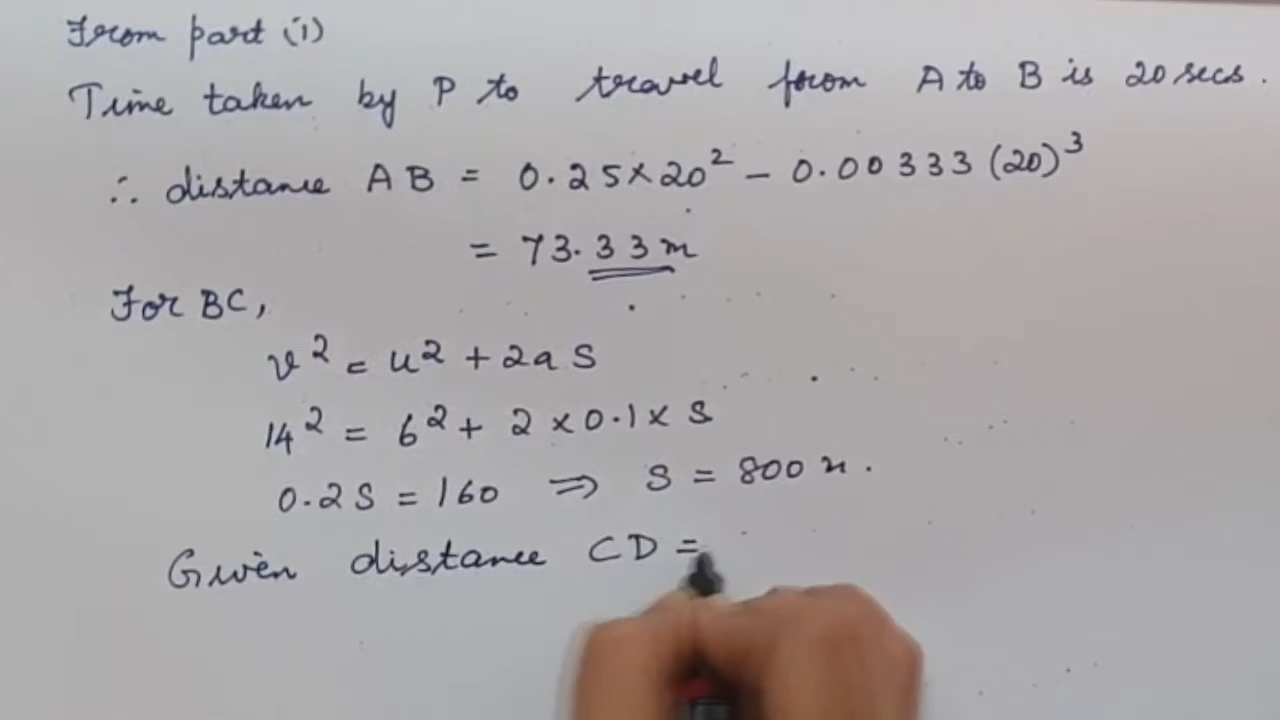 From part (i)
Time taken by P to travel from A to B is 20 secs.
∴ distance AB = 0.25×20² − 0.00333 (20)³
= 73.33 m
For BC,
v² = u² + 2aS
14² = 6² + 2 × 0.1 × S
0.2S = 160 ⇒ S = 800 m.
Given distance CD =